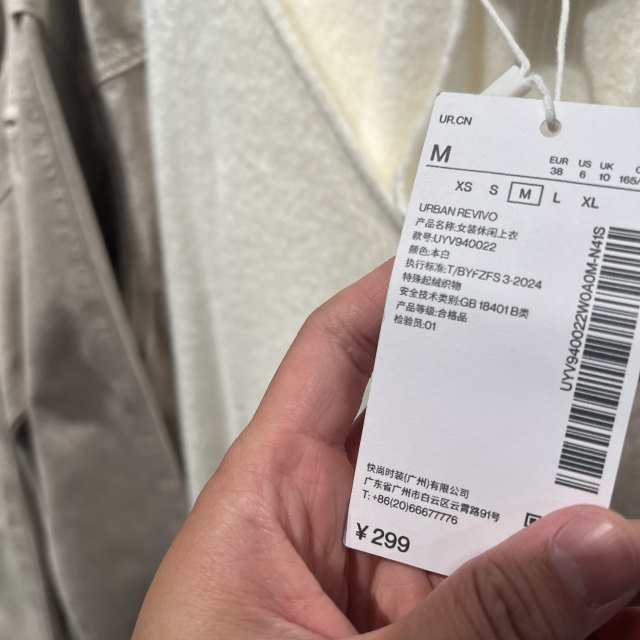 UR.CN
M
EUR US UK
38 6 10 165/
XS S M L XL
URBAN REVIVO
产品名称:女装休闲上衣
款号:UYV940022
颜色:本白
执行标准:T/BYFZFS 3-2024
特殊起绒织物
安全技术类别:GB 18401 B类
产品等级:合格品
检验员:01
UYV940022W0A0M-N41S
快尚时装(广州)有限公司
广东省广州市白云区云霄路91号
T: +86(20)66677776
¥ 299